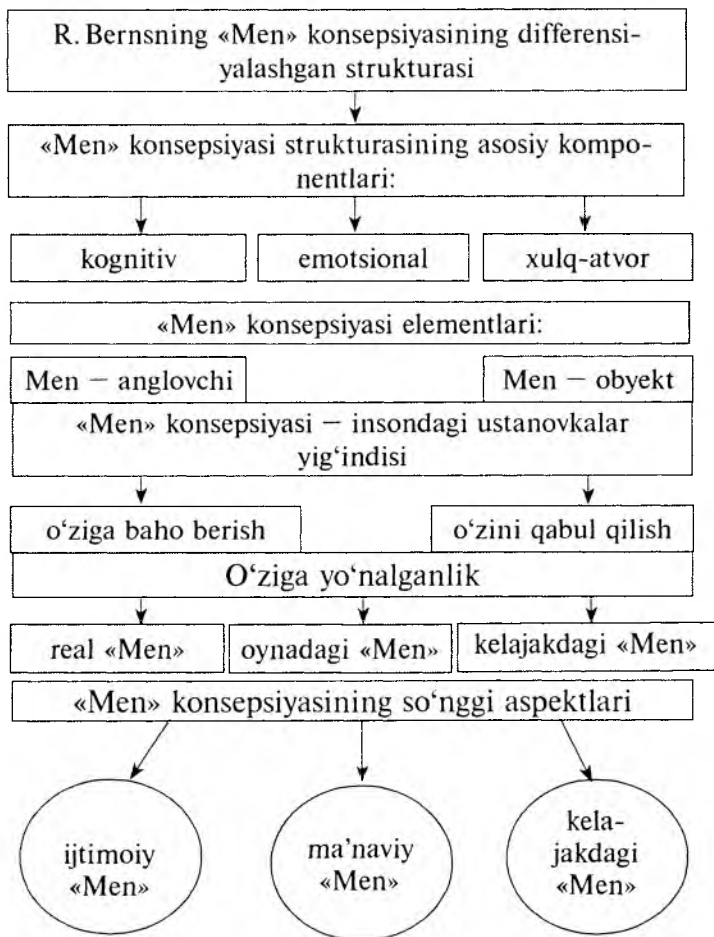 R. Bernsning «Men» konsepsiyasining differensi-
yalashgan strukturasi
«Men» konsepsiyasi strukturasining asosiy kompo-
nentlari:
kognitiv
emotsional
xulq-atvor
«Men» konsepsiyasi elementlari:
Men — anglovchi
Men — obyekt
«Men» konsepsiyasi — insondagi ustanovkalar
yig‘indisi
o‘ziga baho berish
o‘zini qabul qilish
O‘ziga yo‘nalganlik
real «Men»
oynadagi «Men»
kelajakdagi «Men»
«Men» konsepsiyasining so‘nggi aspektlari
ijtimoiy
«Men»
ma’naviy
«Men»
kela-
jakdagi
«Men»